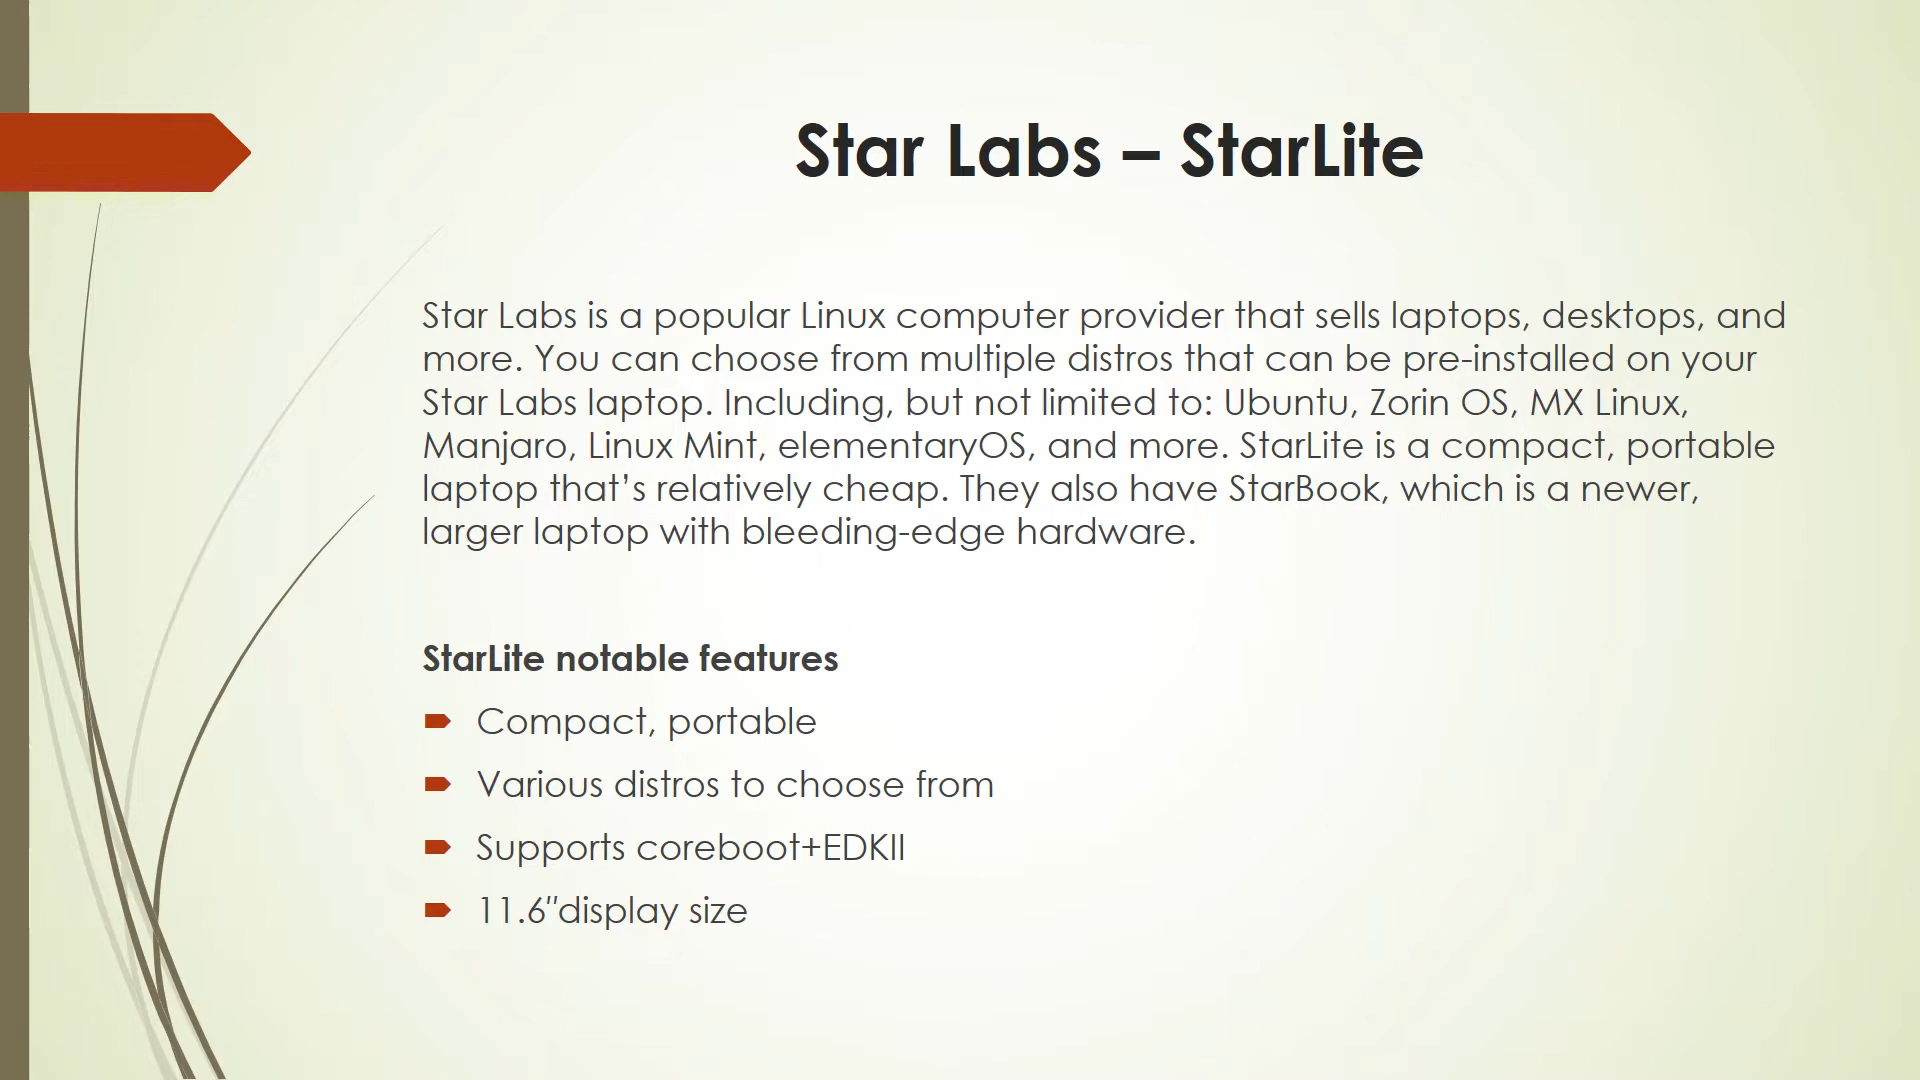 Star Labs – StarLite
Star Labs is a popular Linux computer provider that sells laptops, desktops, and
more. You can choose from multiple distros that can be pre-installed on your
Star Labs laptop. Including, but not limited to: Ubuntu, Zorin OS, MX Linux,
Manjaro, Linux Mint, elementaryOS, and more. StarLite is a compact, portable
laptop that’s relatively cheap. They also have StarBook, which is a newer,
larger laptop with bleeding-edge hardware.
StarLite notable features
Compact, portable
Various distros to choose from
Supports coreboot+EDKII
11.6″display size